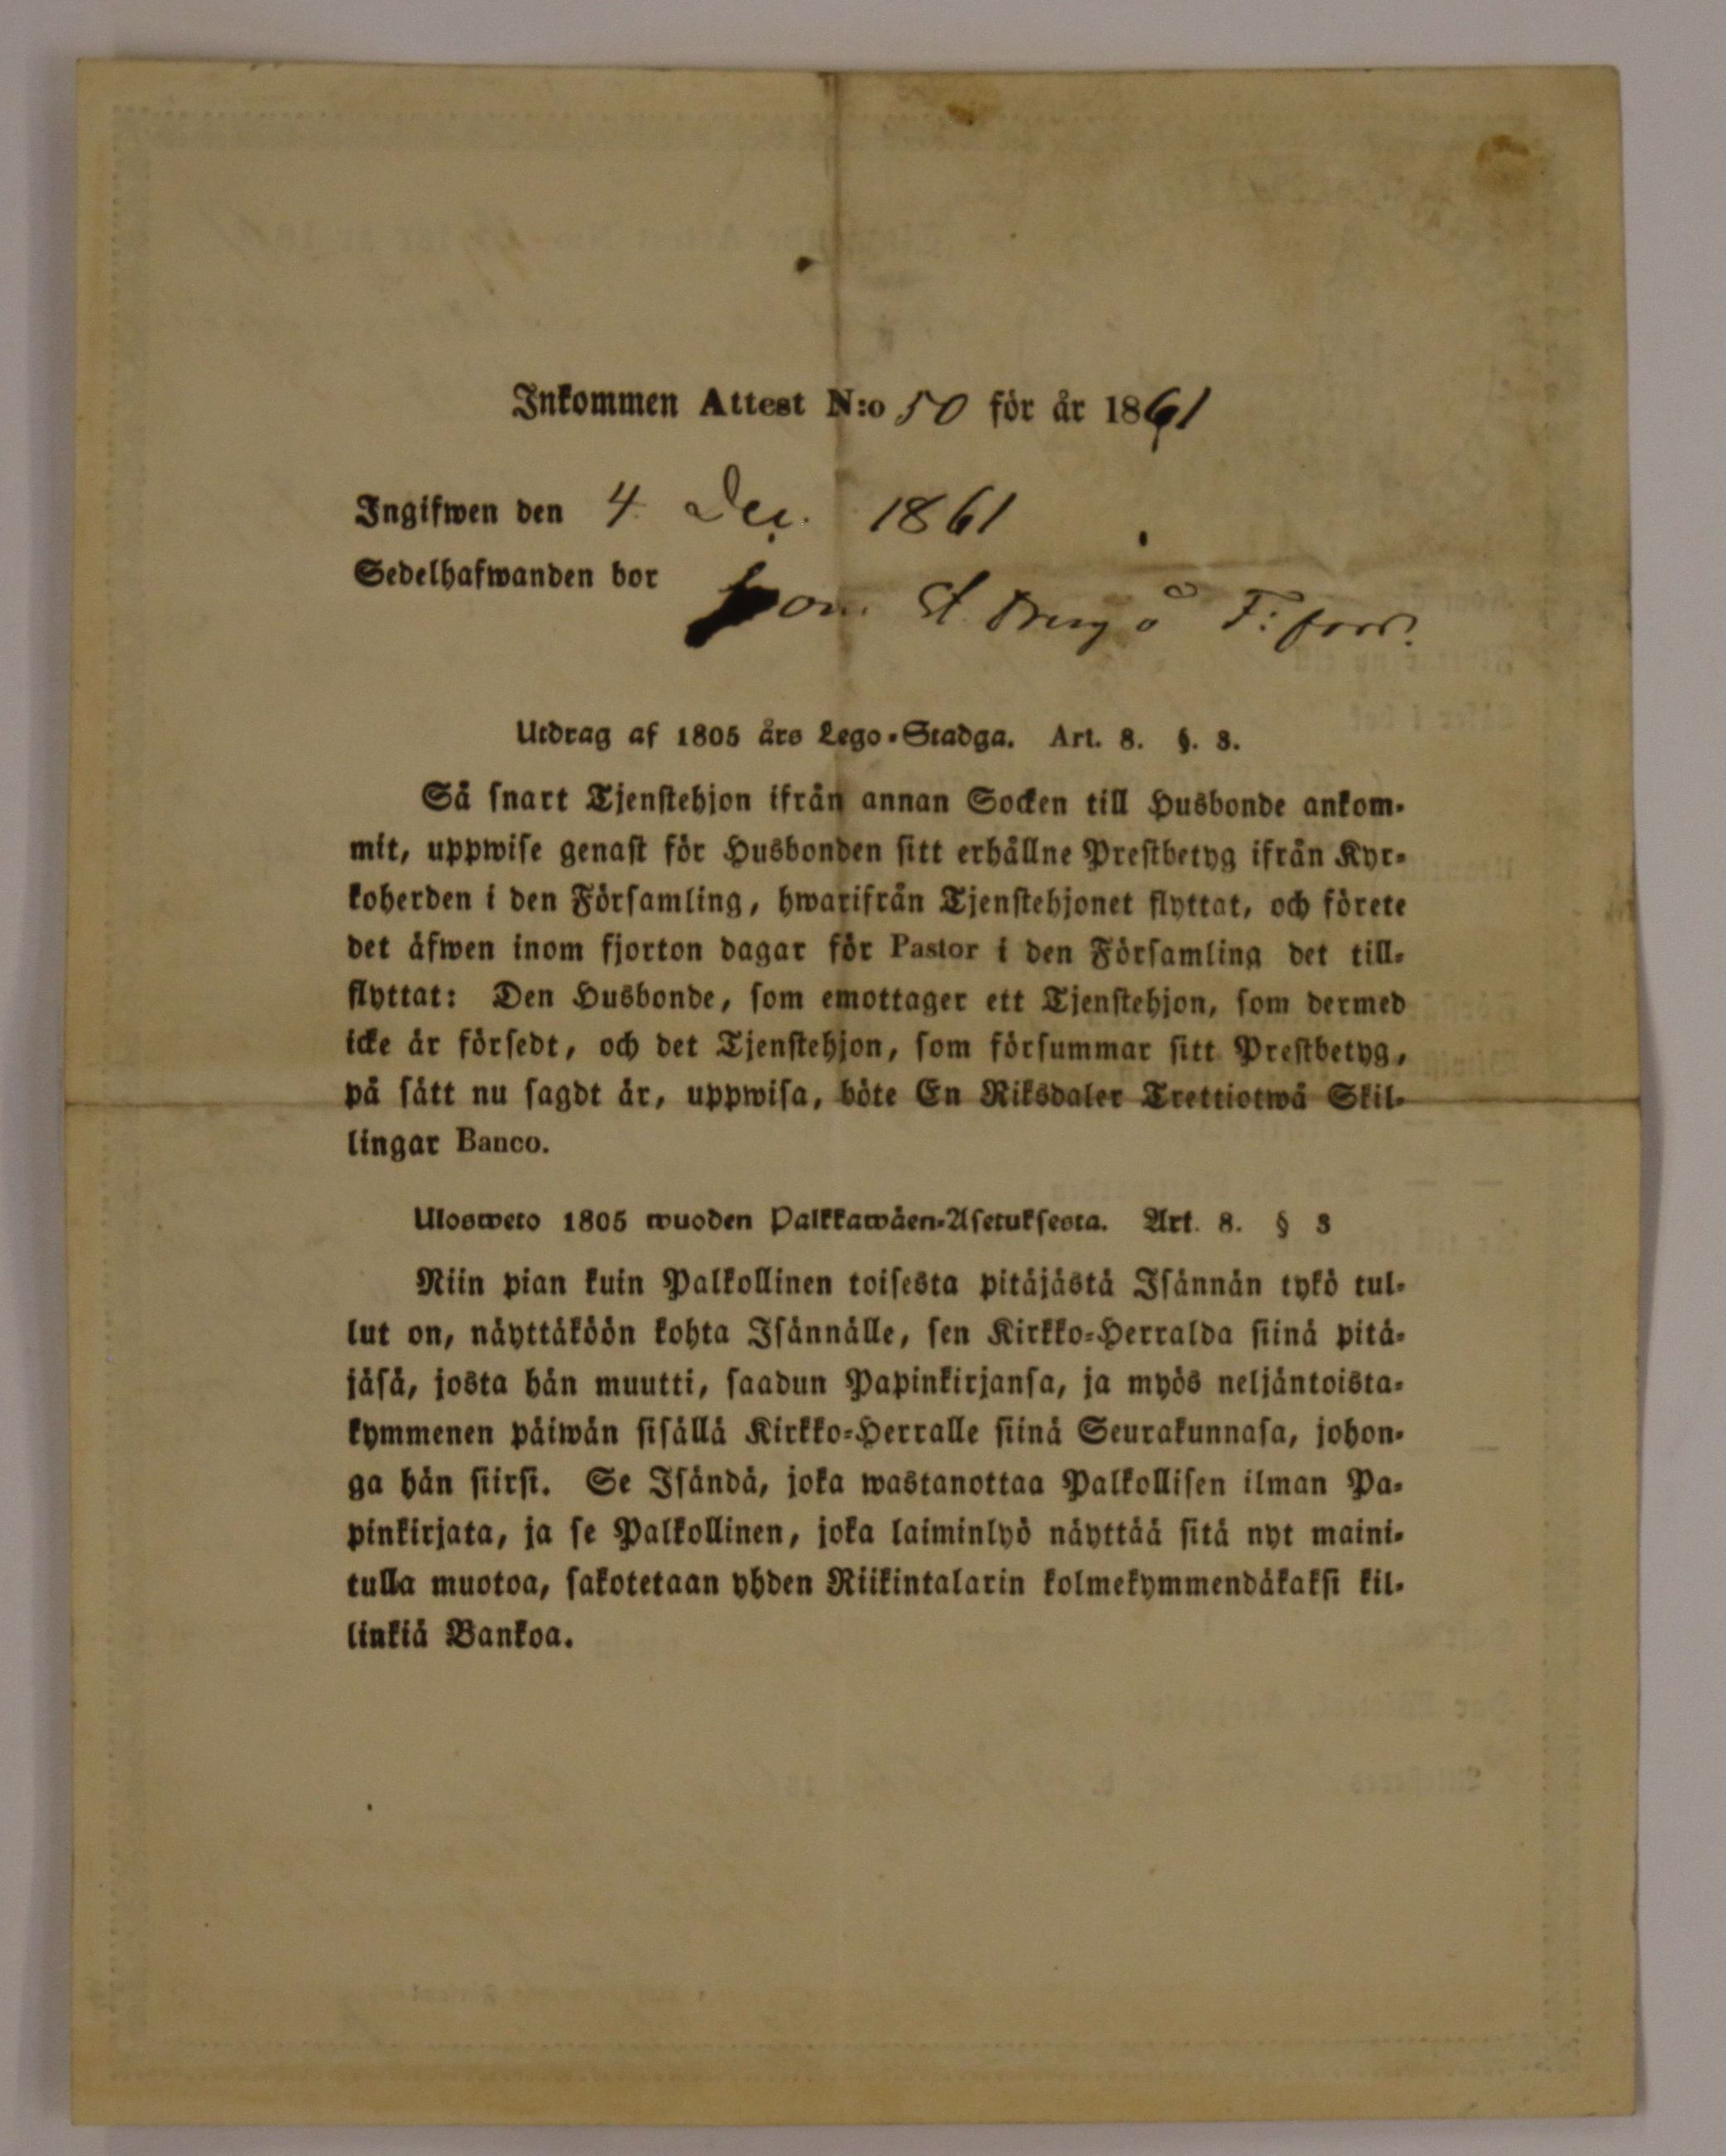 Inkommen Attest N:o 50 för år 1861
Ingifwen den 4 Dec. 1861
Sedelhafwanden bor
Utdrag af 1805 års Lego-Stadga. Art. 8. §. 3.
Så snart Tjenstehjon ifrån annan Socken till Husbonde ankom-
mit, uppwise genast för Husbonden sitt erhållne Prestbetyg ifrån Kyr-
koherden i den Församling, hwarifrån Tjenstehjonet flyttat, och förete
det äfwen inom fjorton dagar för Pastor i den Församling det till-
flyttat: Den Husbonde, som emottager ett Tjenstehjon, som dermed
icke är försedt, och det Tjenstehjon, som försummar sitt Prestbetyg,
på sätt nu sagdt är, uppwisa, böte En Riksdaler Trettiotwå Skil-
lingar Banco.
Ulosweto 1805 wuoden Palkkawäen-Asetuksesta. Art. 8. § 3
Niin pian kuin Palkollinen toisesta pitäjästä Isännän tykö tul-
lut on, näyttäköön kohta Isännälle, sen Kirkko-Herralda siinä pitä-
jäsä, josta hän muutti, saadun Papinkirjansa, ja myös neljäntoista-
kymmenen päiwän sisällä Kirkko-Herralle siinä Seurakunnasa, johon-
ga hän siirsi. Se Isändä, joka wastanottaa Palkollisen ilman Pa-
pinkirjata, ja se Palkollinen, joka laiminlyö näyttää sitä nyt maini-
tulla muotoa, sakotetaan yhden Riikintalarin kolmekymmendäkaksi kil-
linkiä Bankoa.